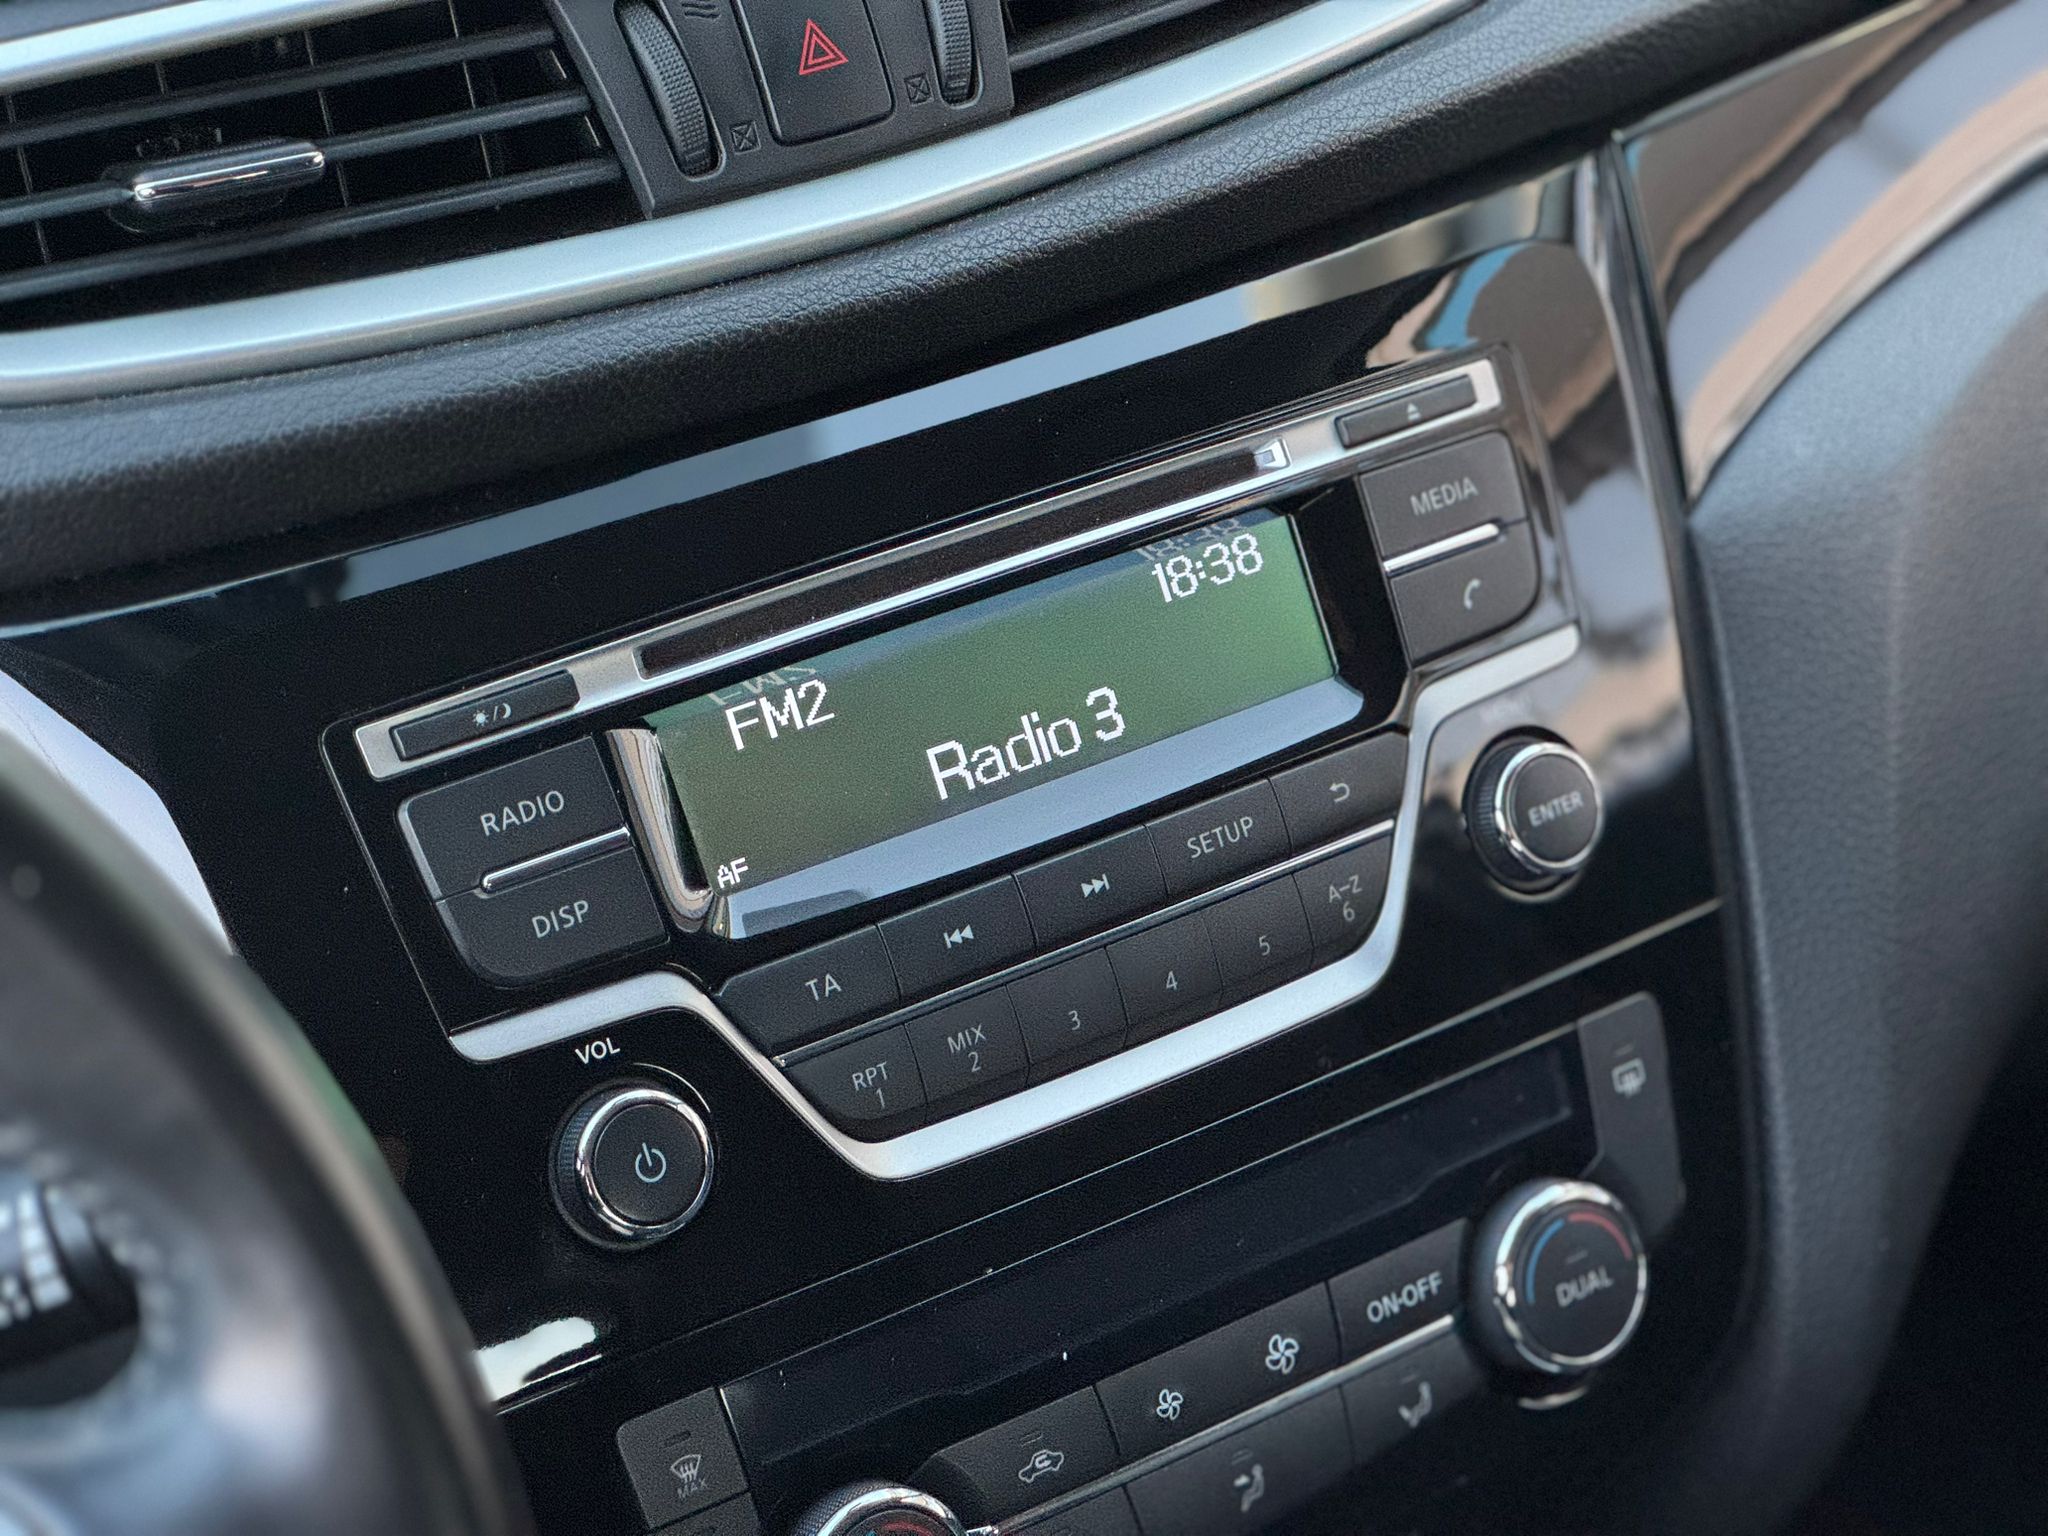 MEDIA
18:38
FM2
Radio 3
AF
RADIO
DISP
TA
SETUP
ENTER
RPT
1
MIX
2
3
4
5
A-Z
6
VOL
ON·OFF
DUAL
MAX